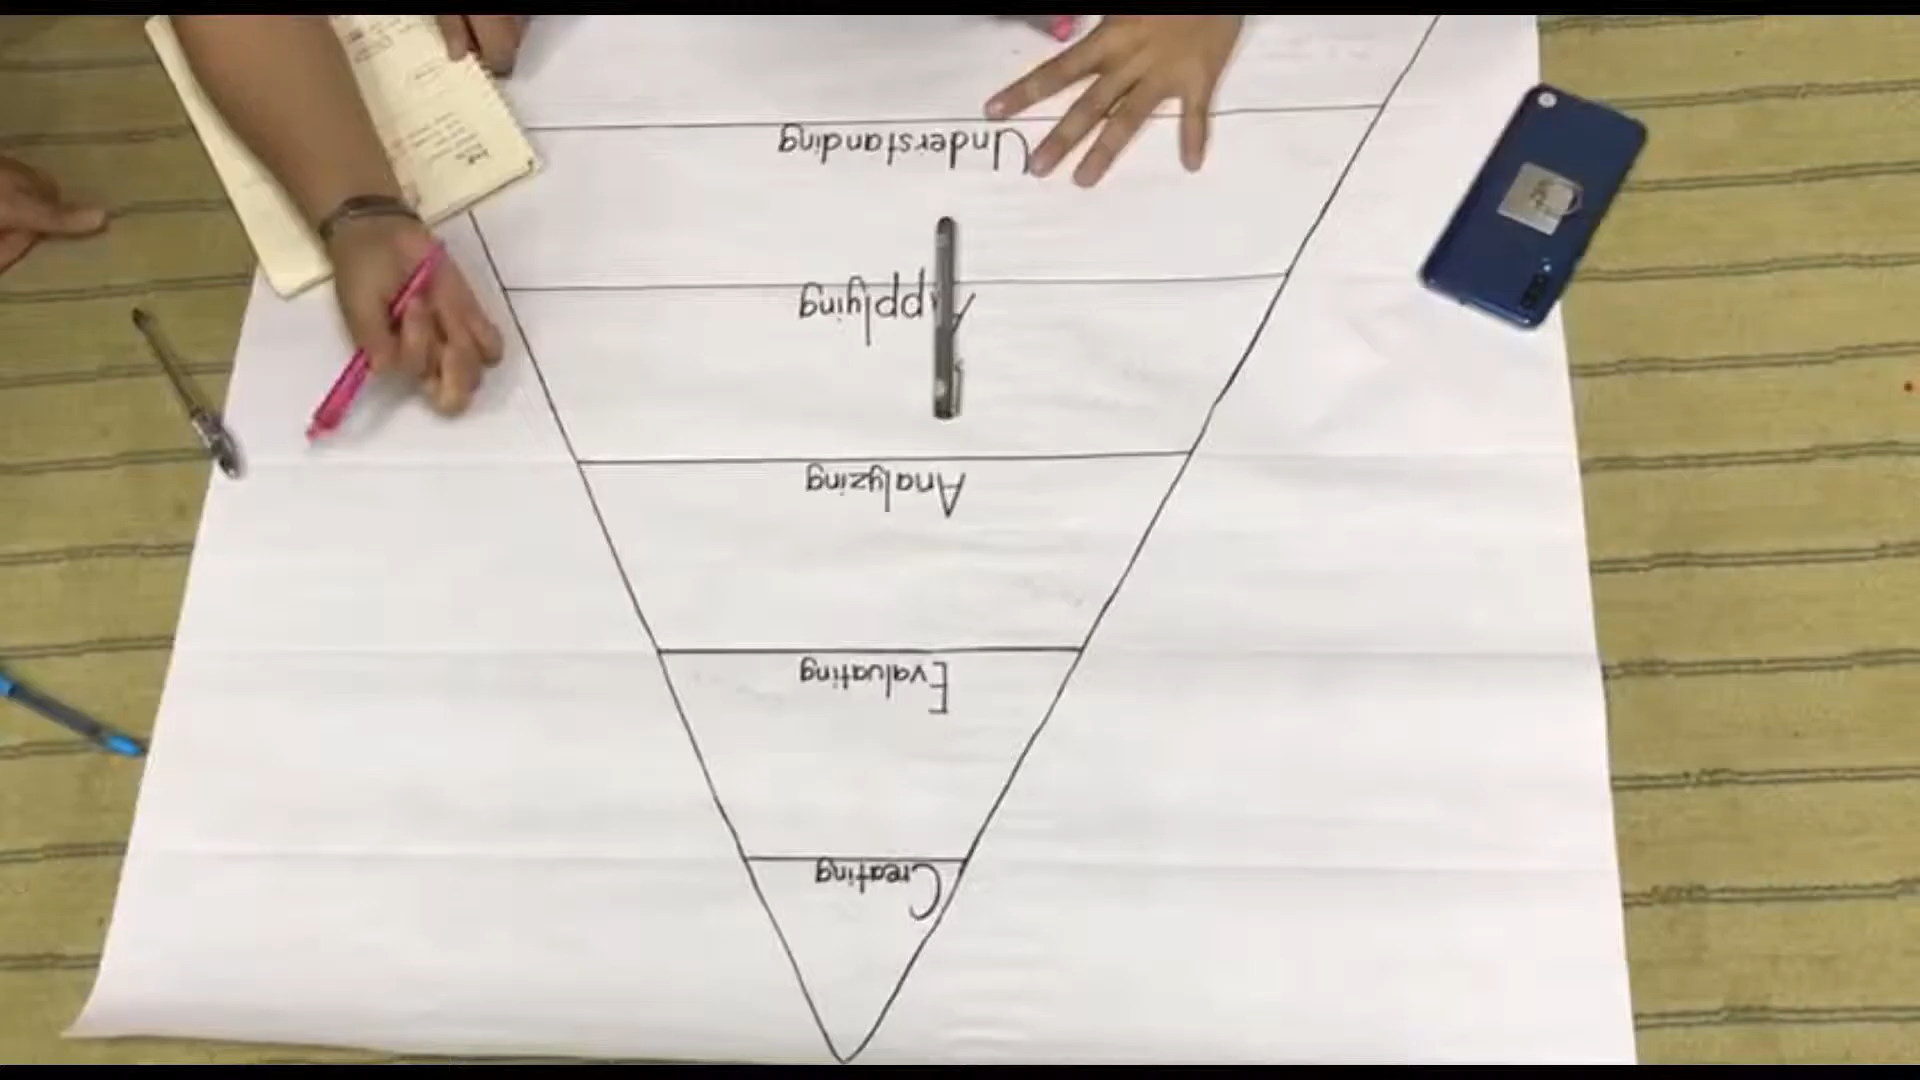 Creating
Evaluating
Analyzing
Applying
Understanding